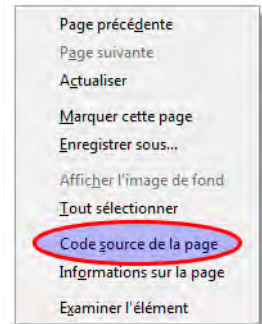 Page précédente
Page suivante
Actualiser
Marquer cette page
Enregistrer sous...
Afficher l'image de fond
Tout sélectionner
Code source de la page
Informations sur la page
Examiner l'élément